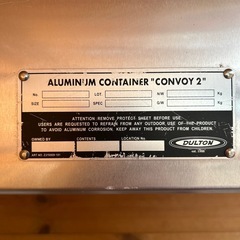 ALUMINUM CONTAINER "CONVOY 2"
No. LOT. N/W Kg
SIZE SPEC G/W Kg
ATTENTION REMOVE PROTECT SHEET BEFORE USE
USERS ARE REQUESTED TO REFRAIN FROM ANY OUTDOOR USE OF THE PRODUCT
TO AVOID ALUMINUM CORROSION. KEEP AWAY THIS PRODUCT FROM CHILDREN.
OWNED BY CONTENTS LOCATION No
DULTON